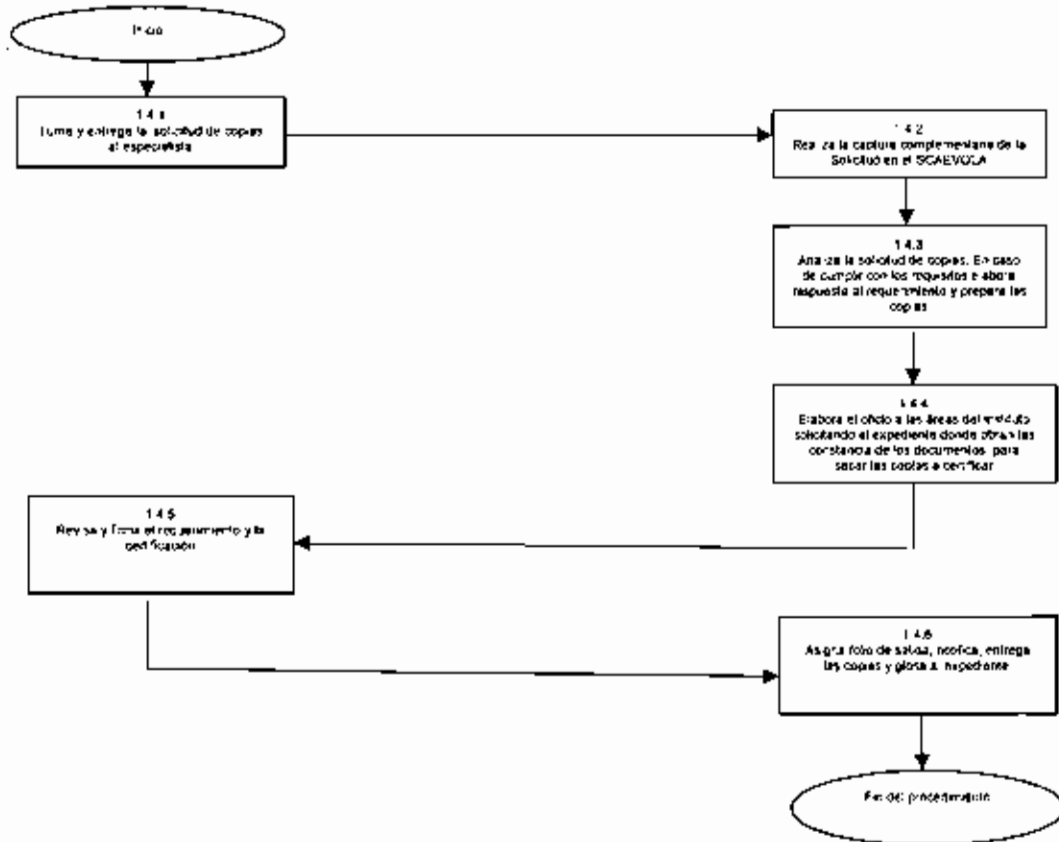 Inicio
1.4.1
Turna y entrega la solicitud de copias
al especialista
1.4.2
Realiza la captura complementaria de la
Solicitud en el SCAEVOLA
1.4.3
Analiza la solicitud de copias. En caso
de cumplir con los requisitos elabora
respuesta al requerimiento y prepara las
copias
1.4.4
Elabora el oficio a las áreas del Instituto
solicitando el expediente donde obran las
constancia de los documentos para
sacar las copias a certificar
1.4.5
Revisa y firma el requerimiento y la
certificación
1.4.6
Asigna folio de salida, notifica, entrega
las copias y glosa al expediente
Fin del procedimiento